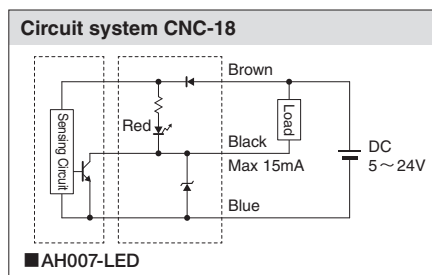 Circuit system CNC-18
Brown
Sensing Circuit
Red
Load
Black
Max 15mA
DC
5～24V
Blue
■AH007-LED